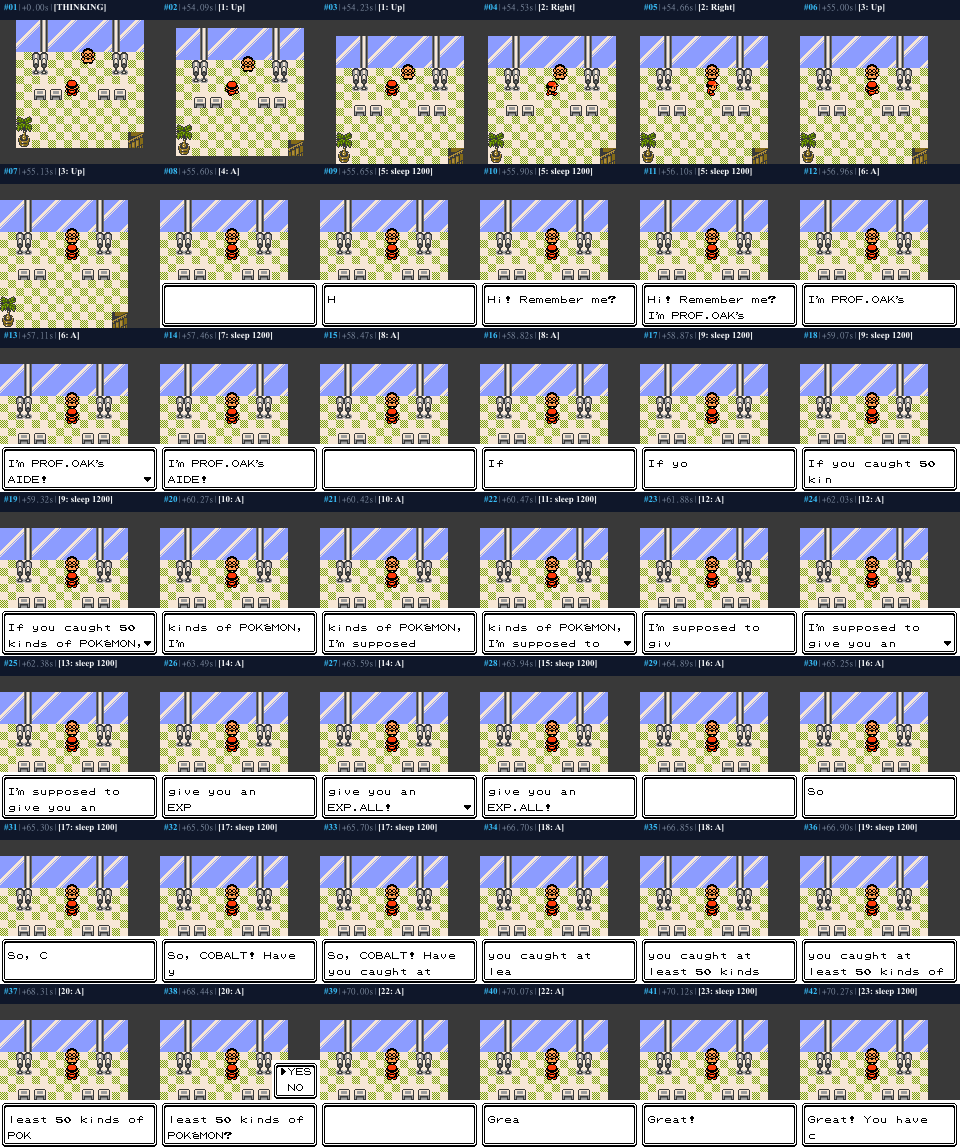 #01 | +0.00s | [THINKING]
#02 | +54.09s | [1: Up]
#03 | +54.23s | [1: Up]
#04 | +54.53s | [2: Right]
#05 | +54.66s | [2: Right]
#06 | +55.00s | [3: Up]
#07 | +55.13s | [3: Up]
#08 | +55.60s | [4: A]
#09 | +55.65s | [5: sleep 1200]
#10 | +55.90s | [5: sleep 1200]
#11 | +56.10s | [5: sleep 1200]
#12 | +56.96s | [6: A]
H
Hi! Remember me?
Hi! Remember me?
I'm PROF.OAK's
I'm PROF.OAK's
#13 | +57.11s | [6: A]
#14 | +57.46s | [7: sleep 1200]
#15 | +58.47s | [8: A]
#16 | +58.82s | [8: A]
#17 | +58.87s | [9: sleep 1200]
#18 | +59.07s | [9: sleep 1200]
I'm PROF.OAK's
AIDE!
I'm PROF.OAK's
AIDE!
If
If yo
If you caught 50
kin
#19 | +59.32s | [9: sleep 1200]
#20 | +60.27s | [10: A]
#21 | +60.42s | [10: A]
#22 | +60.47s | [11: sleep 1200]
#23 | +61.88s | [12: A]
#24 | +62.03s | [12: A]
If you caught 50
kinds of POKéMON,
kinds of POKéMON,
I'm
kinds of POKéMON,
I'm supposed
kinds of POKéMON,
I'm supposed to
I'm supposed to
giv
I'm supposed to
give you an
#25 | +62.38s | [13: sleep 1200]
#26 | +63.49s | [14: A]
#27 | +63.59s | [14: A]
#28 | +63.94s | [15: sleep 1200]
#29 | +64.89s | [16: A]
#30 | +65.25s | [16: A]
I'm supposed to
give you an
give you an
EXP
give you an
EXP.ALL!
give you an
EXP.ALL!
So
#31 | +65.30s | [17: sleep 1200]
#32 | +65.50s | [17: sleep 1200]
#33 | +65.70s | [17: sleep 1200]
#34 | +66.70s | [18: A]
#35 | +66.85s | [18: A]
#36 | +66.90s | [19: sleep 1200]
So, C
So, COBALT! Have
y
So, COBALT! Have
you caught at
you caught at
lea
you caught at
least 50 kinds
you caught at
least 50 kinds of
#37 | +68.31s | [20: A]
#38 | +68.44s | [20: A]
#39 | +70.00s | [22: A]
#40 | +70.07s | [22: A]
#41 | +70.12s | [23: sleep 1200]
#42 | +70.27s | [23: sleep 1200]
YES
NO
least 50 kinds of
POK
least 50 kinds of
POKéMON?
Grea
Great!
Great! You have
c